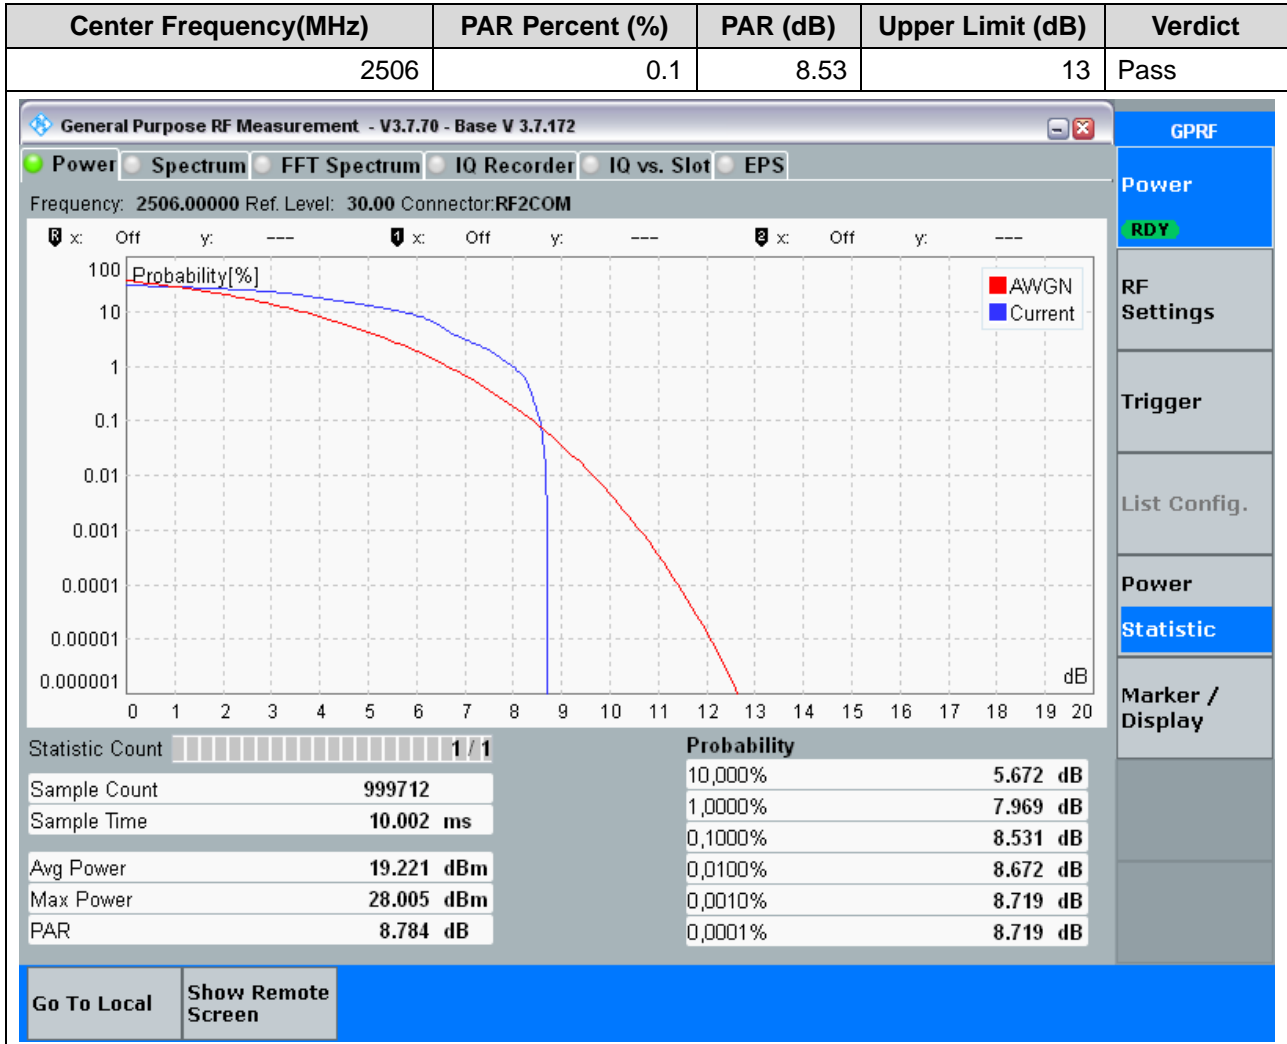 Center Frequency(MHz) PAR Percent (%) PAR (dB) Upper Limit (dB) Verdict
2506 0.1 8.53 13 Pass
General Purpose RF Measurement - V3.7.70 - Base V 3.7.172
GPRF
Power Spectrum FFT Spectrum IQ Recorder IQ vs. Slot EPS
Frequency: 2506.00000 Ref. Level: 30.00 Connector:RF2COM
R x: Off y: --- 1 x: Off y: --- 2 x: Off y: ---
Probability[%]
100
10
1
0.1
0.01
0.001
0.0001
0.00001
0.000001
AWGN
Current
dB
0 1 2 3 4 5 6 7 8 9 10 11 12 13 14 15 16 17 18 19 20
Statistic Count 1 / 1
Sample Count 999712
Sample Time 10.002 ms
Avg Power 19.221 dBm
Max Power 28.005 dBm
PAR 8.784 dB
Probability
10,000% 5.672 dB
1,0000% 7.969 dB
0,1000% 8.531 dB
0,0100% 8.672 dB
0,0010% 8.719 dB
0,0001% 8.719 dB
Power
RDY
RF
Settings
Trigger
List Config.
Power
Statistic
Marker /
Display
Go To Local
Show Remote
Screen